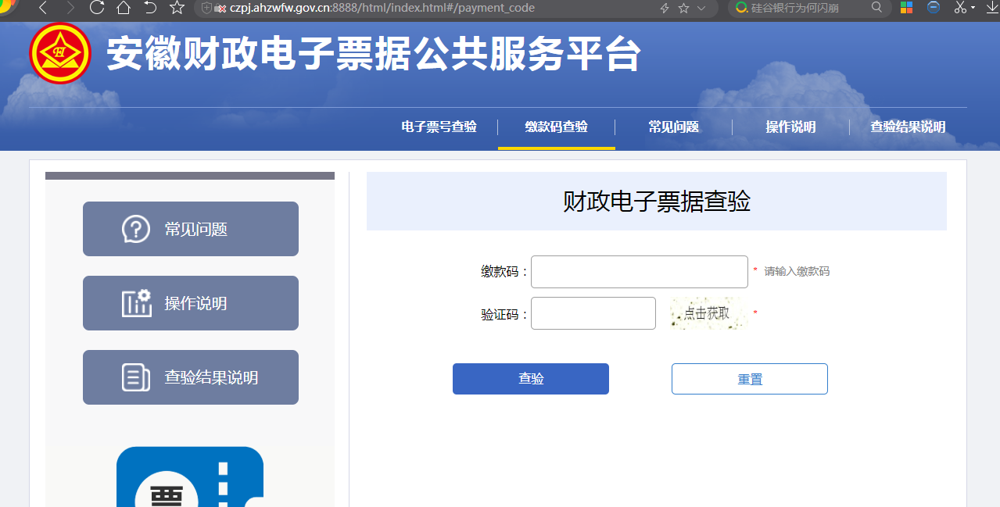 czpj.ahzwfw.gov.cn:8888/html/index.html#/payment_code
硅谷银行为何闪崩
安徽财政电子票据公共服务平台
电子票号查验
缴款码查验
常见问题
操作说明
查验结果说明
财政电子票据查验
常见问题
操作说明
查验结果说明
缴款码：
* 请输入缴款码
验证码：
点击获取
*
查验
重置
票